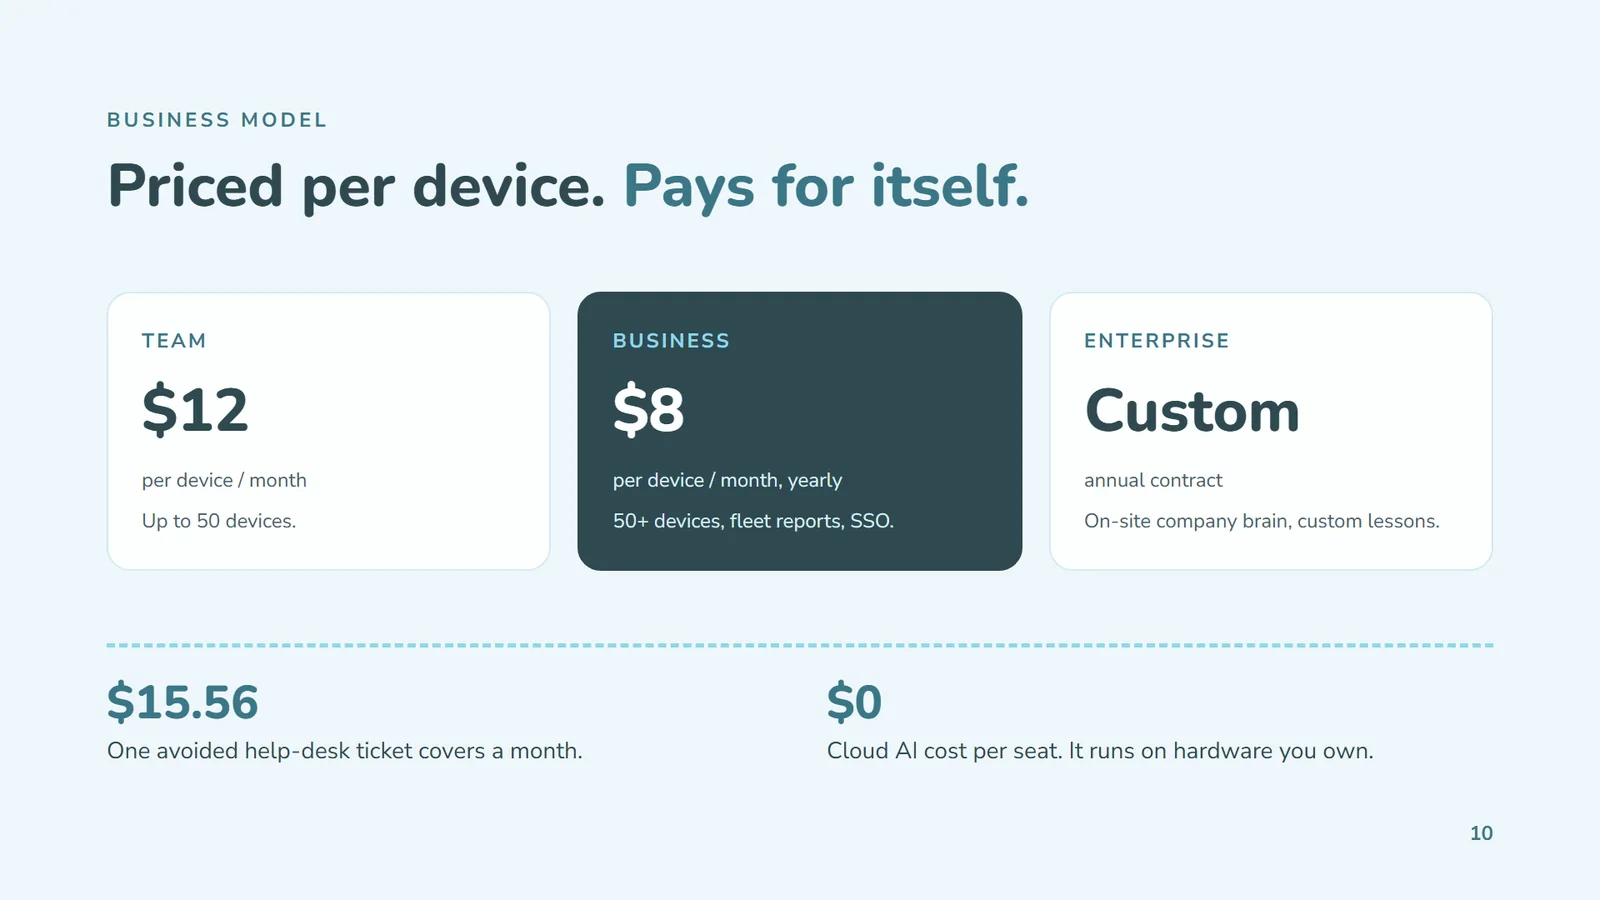 BUSINESS MODEL
Priced per device. Pays for itself.
TEAM
$12
per device / month
Up to 50 devices.
BUSINESS
$8
per device / month, yearly
50+ devices, fleet reports, SSO.
ENTERPRISE
Custom
annual contract
On-site company brain, custom lessons.
$15.56
One avoided help-desk ticket covers a month.
$0
Cloud AI cost per seat. It runs on hardware you own.
10